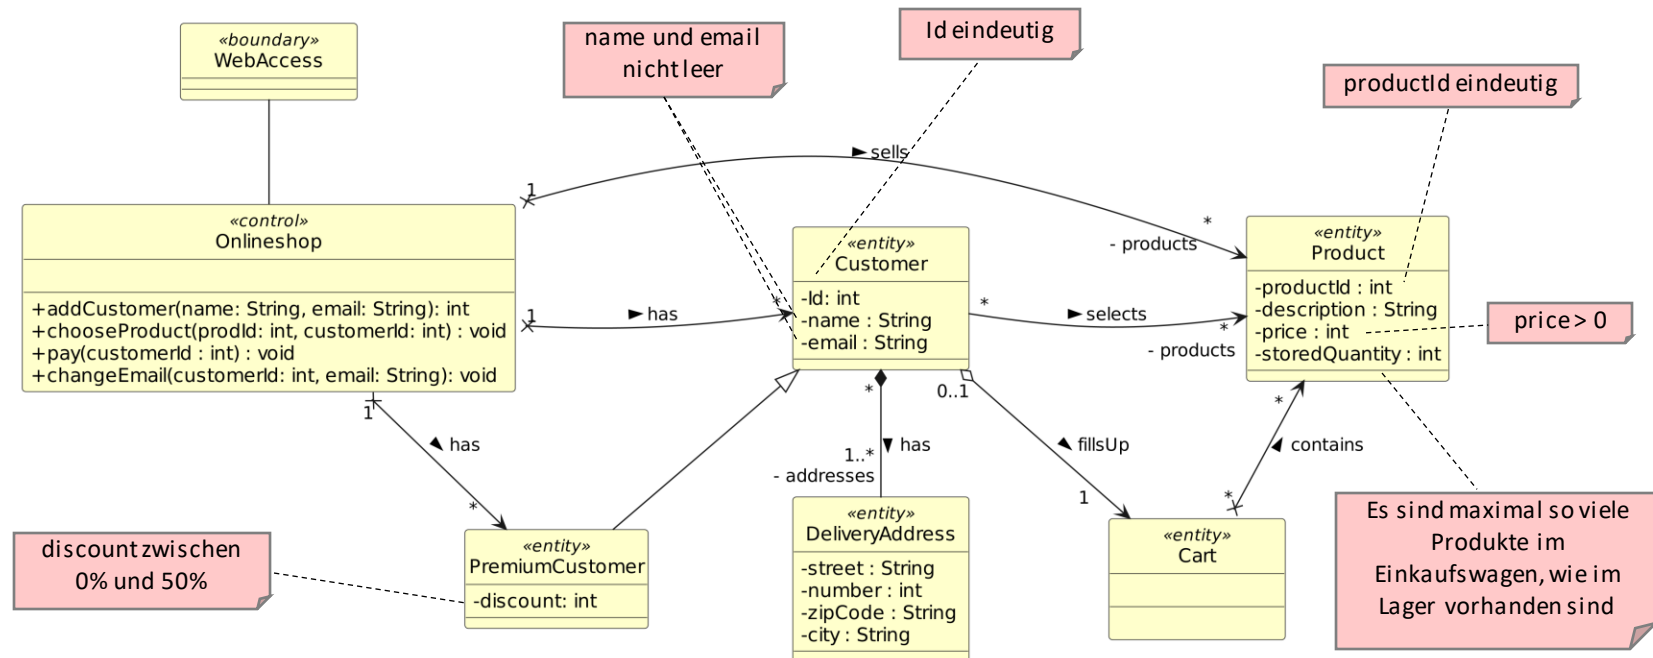 «boundary»
WebAccess
name und email
nicht leer
Id eindeutig
productId eindeutig
sells
1
*
- products
«control»
Onlineshop
+addCustomer(name: String, email: String): int
+chooseProduct(prodId: int, customerId: int) : void
+pay(customerId : int) : void
+changeEmail(customerId: int, email: String): void
1
has
*
«entity»
Customer
-Id: int
-name : String
-email : String
*
selects
*
- products
«entity»
Product
-productId : int
-description : String
-price : int
-storedQuantity : int
price > 0
1
has
*
*
has
1..*
- addresses
0..1
fillsUp
1
*
contains
*
discount zwischen
0% und 50%
«entity»
PremiumCustomer
-discount: int
«entity»
DeliveryAddress
-street : String
-number : int
-zipCode : String
-city : String
«entity»
Cart
Es sind maximal so viele
Produkte im
Einkaufswagen, wie im
Lager vorhanden sind